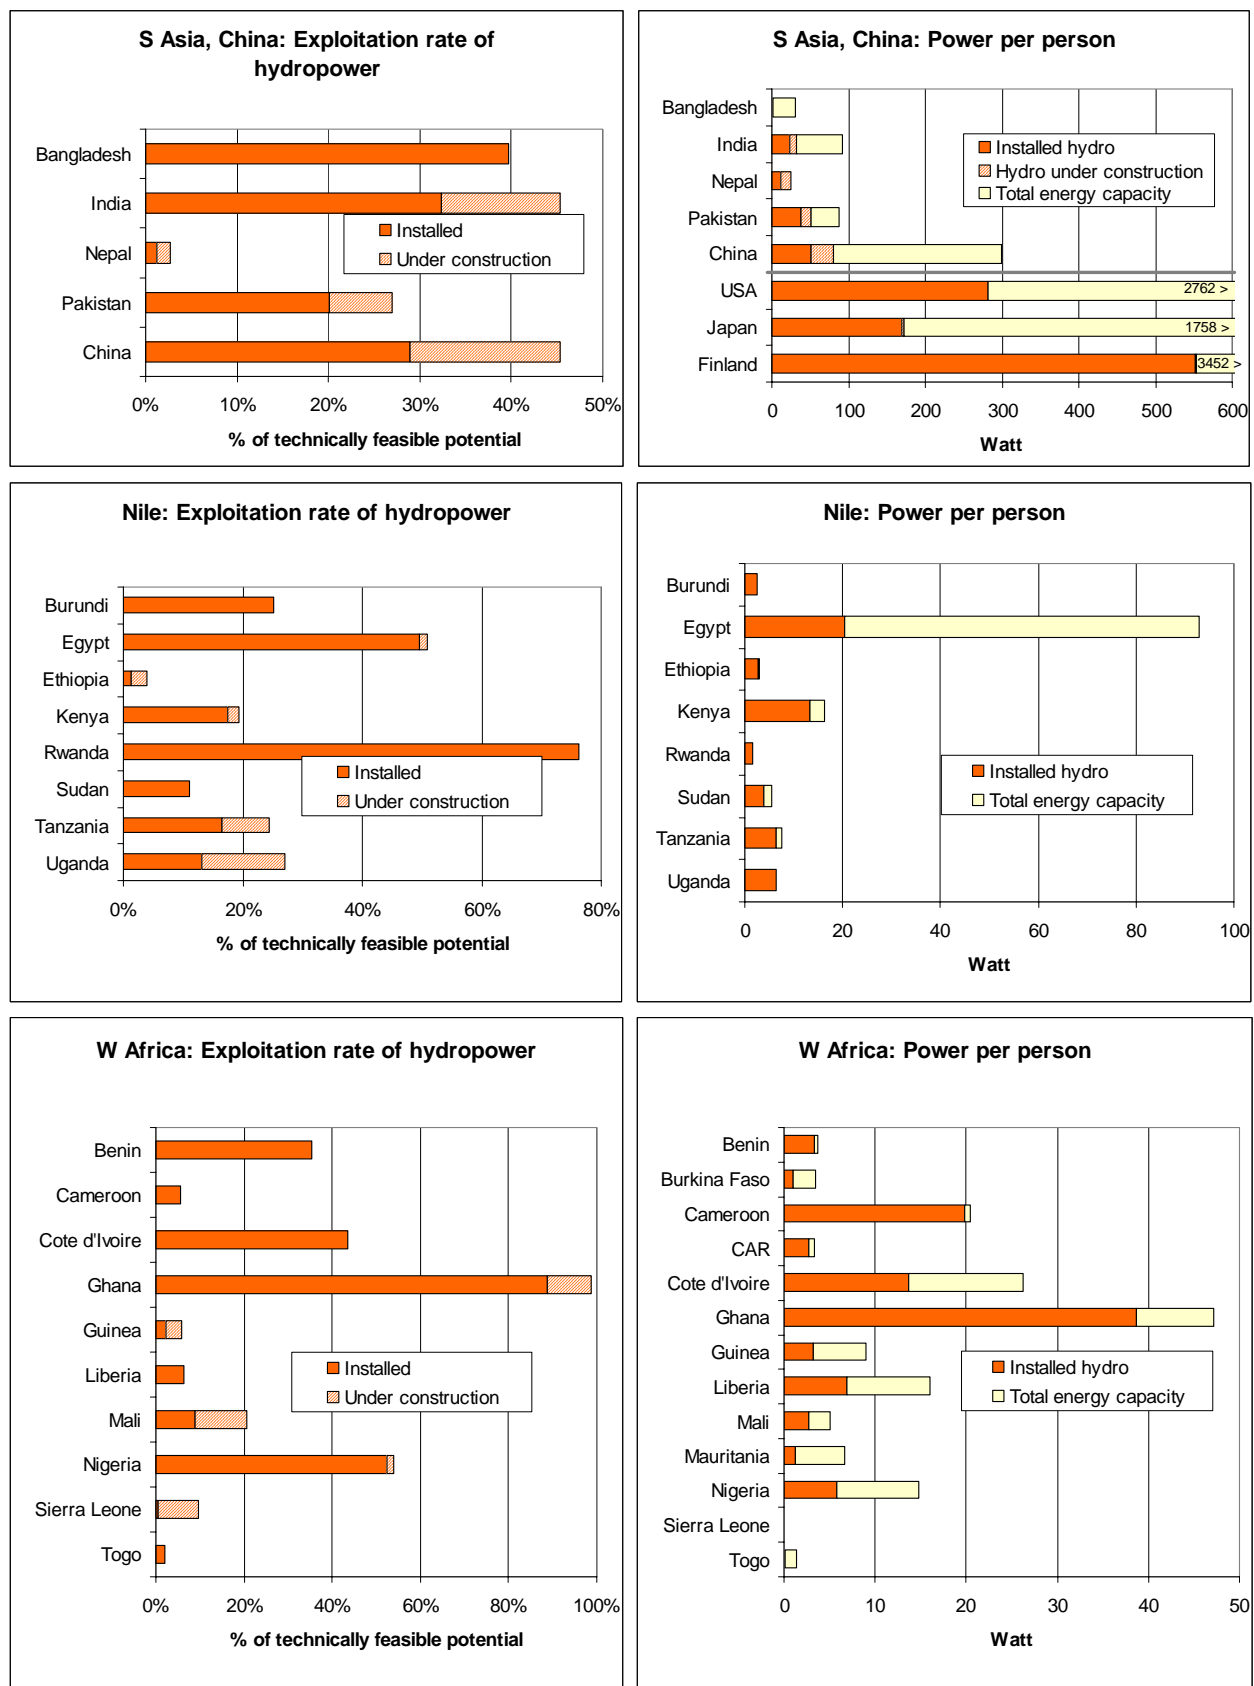 S Asia, China: Exploitation rate of
hydropower
Bangladesh
India
Nepal
Pakistan
China
Installed
Under construction
0% 10% 20% 30% 40% 50%
% of technically feasible potential
S Asia, China: Power per person
Bangladesh
India
Nepal
Pakistan
China
USA
Japan
Finland
Installed hydro
Hydro under construction
Total energy capacity
2762 >
1758 >
3452 >
0 100 200 300 400 500 600
Watt
Nile: Exploitation rate of hydropower
Burundi
Egypt
Ethiopia
Kenya
Rwanda
Sudan
Tanzania
Uganda
Installed
Under construction
0% 20% 40% 60% 80%
% of technically feasible potential
Nile: Power per person
Burundi
Egypt
Ethiopia
Kenya
Rwanda
Sudan
Tanzania
Uganda
Installed hydro
Total energy capacity
0 20 40 60 80 100
Watt
W Africa: Exploitation rate of hydropower
Benin
Cameroon
Cote d'Ivoire
Ghana
Guinea
Liberia
Mali
Nigeria
Sierra Leone
Togo
Installed
Under construction
0% 20% 40% 60% 80% 100%
% of technically feasible potential
W Africa: Power per person
Benin
Burkina Faso
Cameroon
CAR
Cote d'Ivoire
Ghana
Guinea
Liberia
Mali
Mauritania
Nigeria
Sierra Leone
Togo
Installed hydro
Total energy capacity
0 10 20 30 40 50
Watt